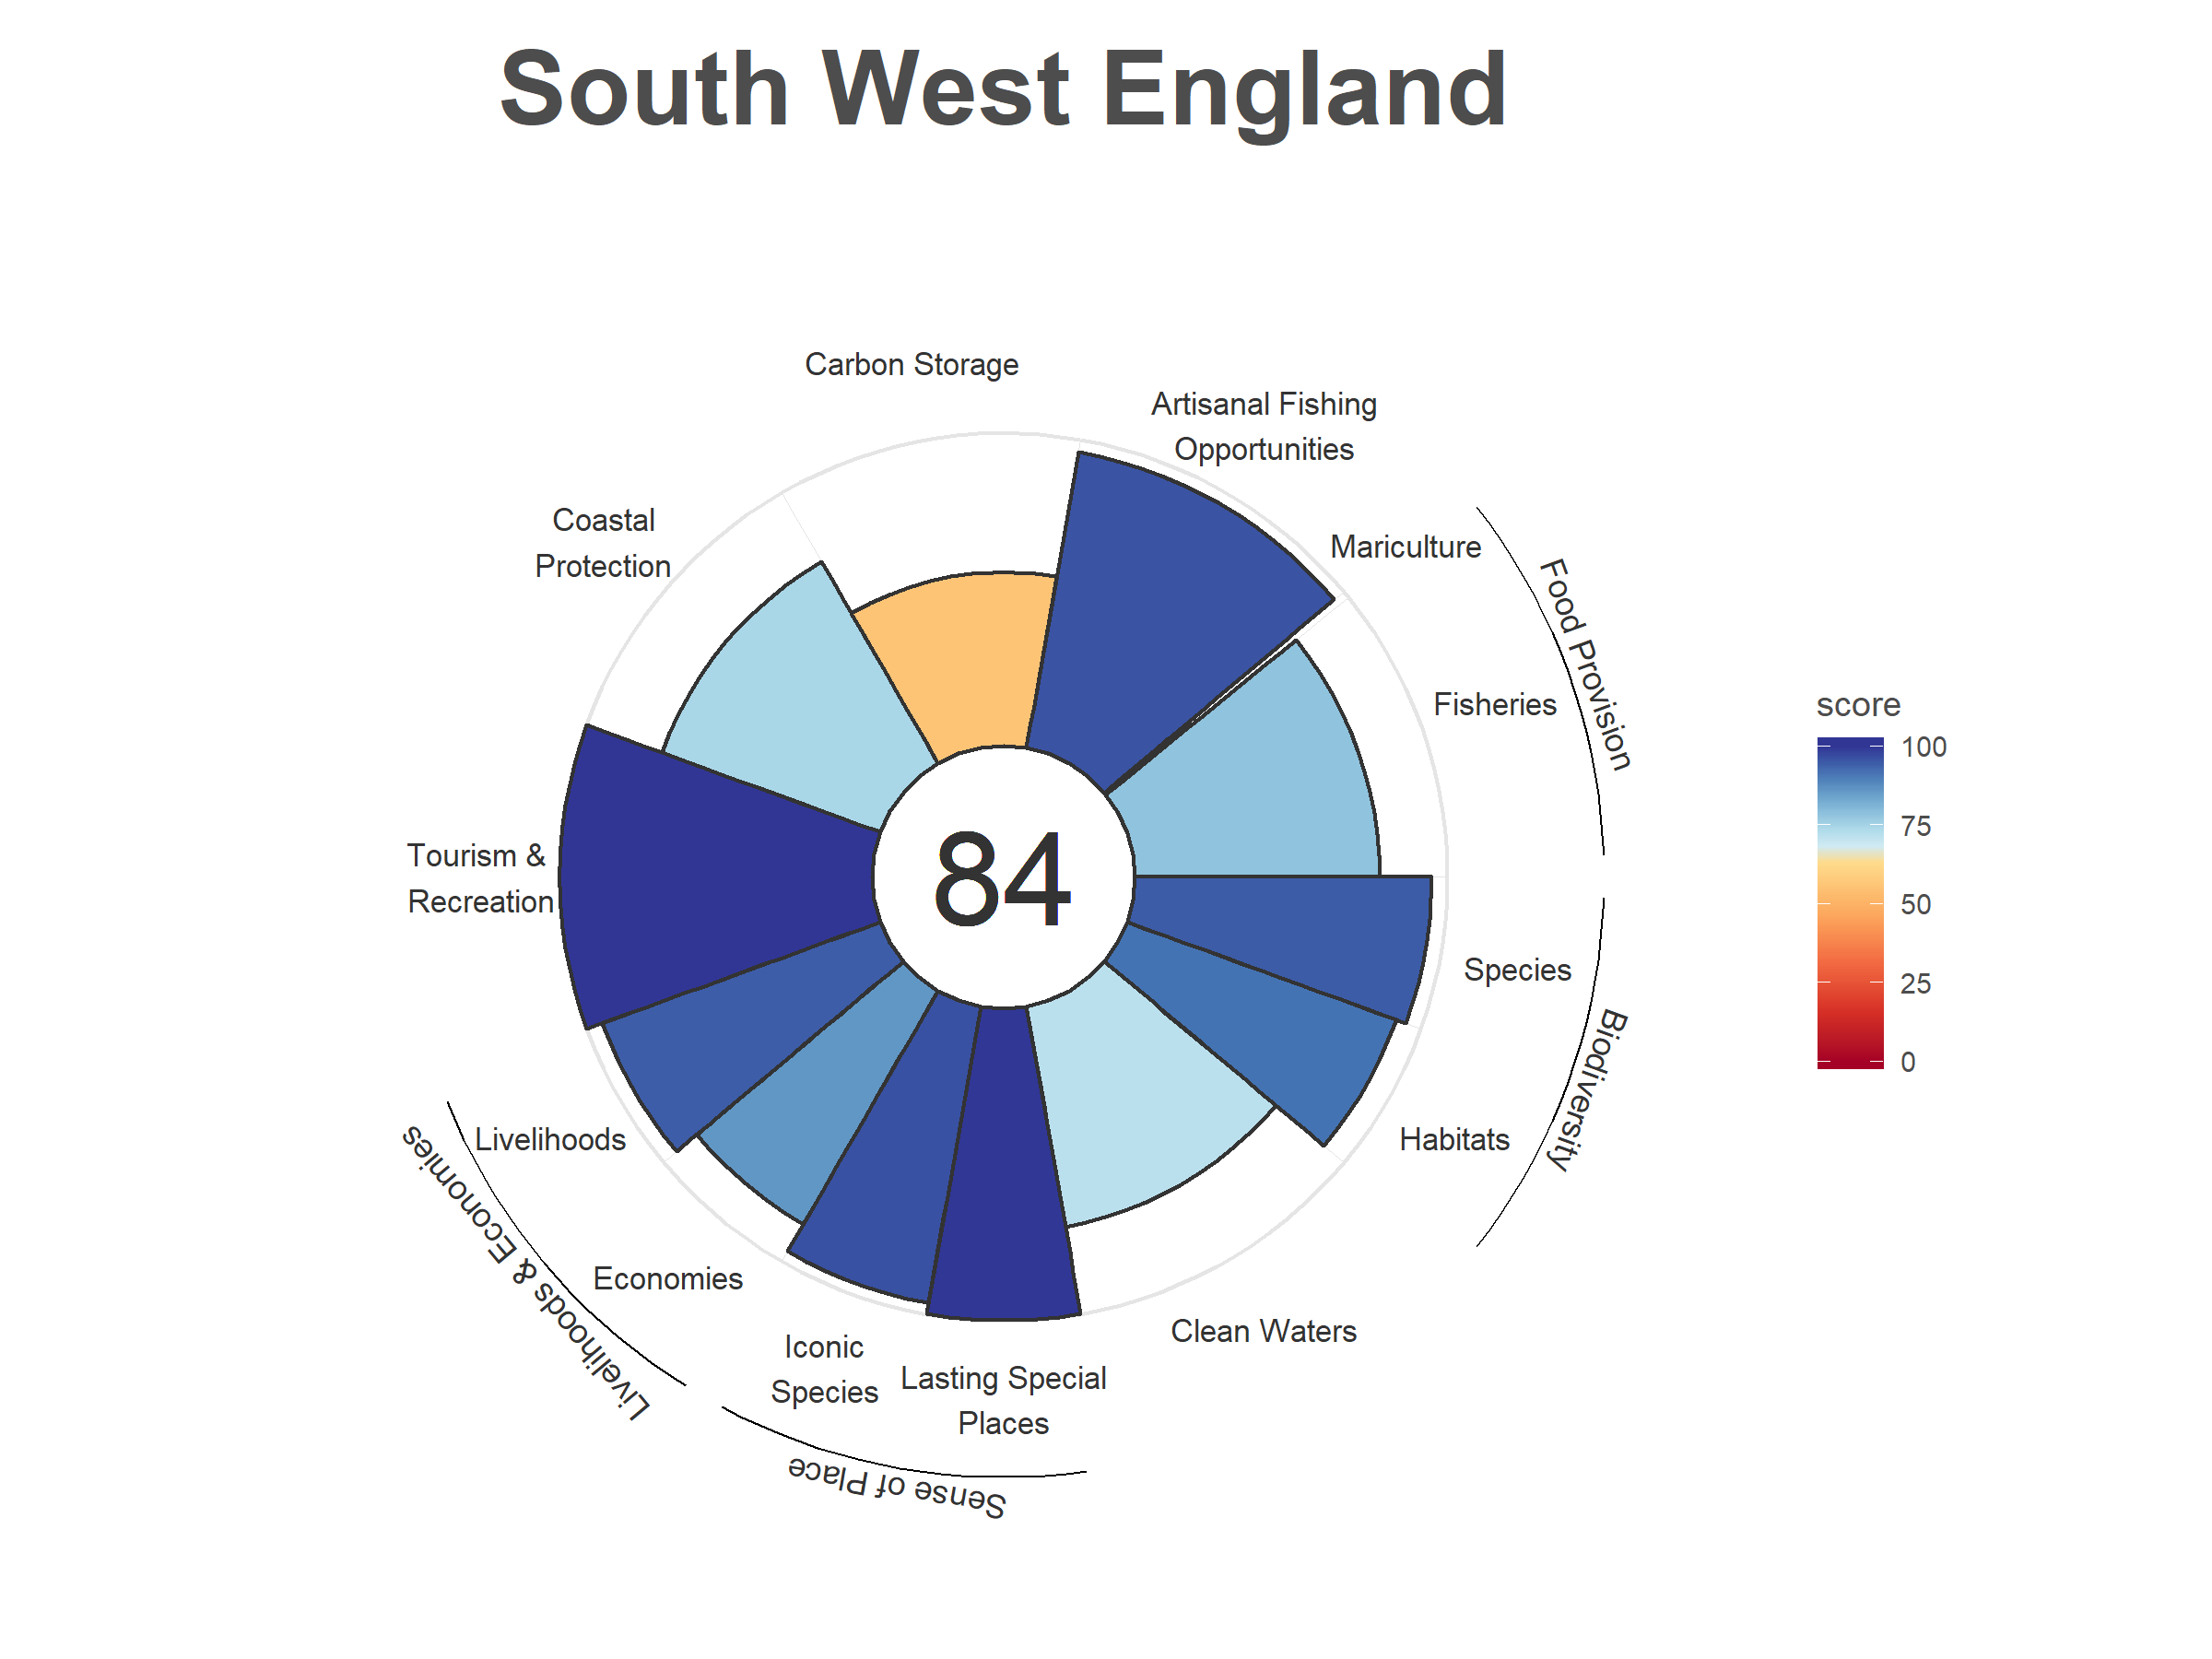 South West England
Carbon Storage
Artisanal Fishing
Opportunities
Mariculture
Food Provision
Fisheries
Coastal
Protection
Tourism &
Recreation
84
Species
Biodiversity
Habitats
Livelihoods
Livelihoods & Economies
Economies
Clean Waters
Iconic
Species
Lasting Special
Places
Sense of Place
score
100
75
50
25
0